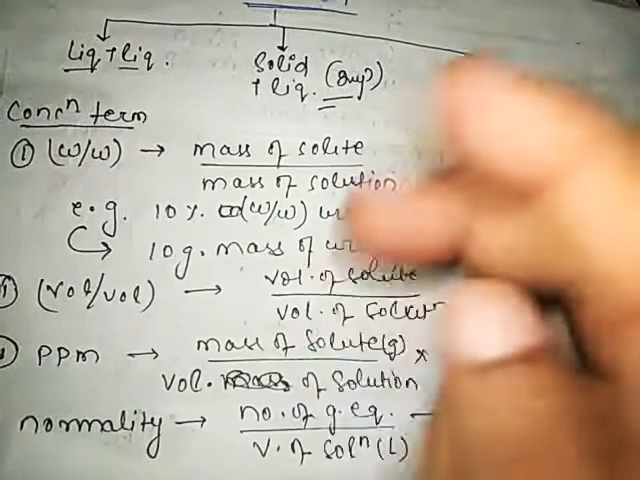 Liq + Liq.
Solid + Liq. (Imp)
Concⁿ term
① (w/w) → mass of solute / mass of solution
e.g. 10 %. (w/w)
10 g. mass of
(vol/vol) → vol. of solute / vol. of
PPM → mass of solute(g) × / vol. of solution
normality → no. of g. eq. / V. of solⁿ (L)